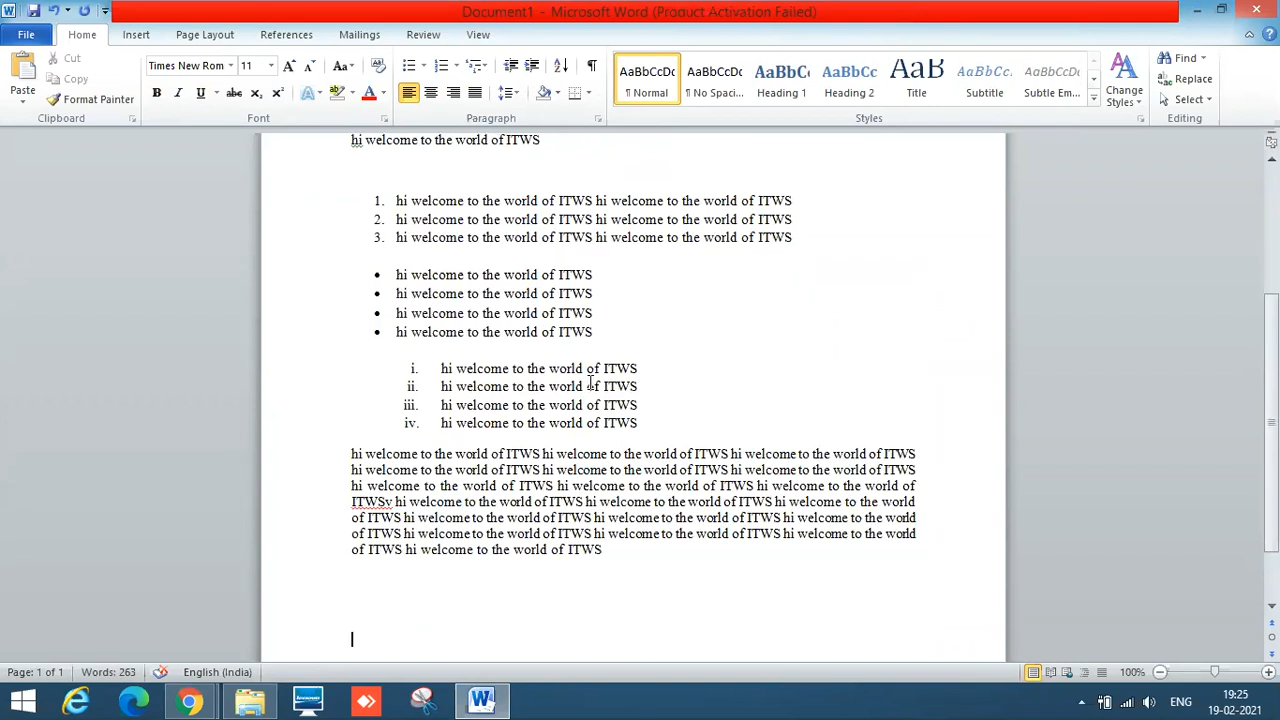 Document1 - Microsoft Word (Product Activation Failed)
File Home Insert Page Layout References Mailings Review View
Paste
Cut
Copy
Format Painter
Clipboard
Times New Rom 11
Font
Paragraph
AaBbCcDc AaBbCcDc AaBbCc AaBbCc AaB AaBbCcDc AaBbCcDc
¶ Normal ¶ No Spaci... Heading 1 Heading 2 Title Subtitle Subtle Em...
Change Styles
Styles
Find
Replace
Select
Editing
hi welcome to the world of ITWS
1. hi welcome to the world of ITWS hi welcome to the world of ITWS
2. hi welcome to the world of ITWS hi welcome to the world of ITWS
3. hi welcome to the world of ITWS hi welcome to the world of ITWS
• hi welcome to the world of ITWS
• hi welcome to the world of ITWS
• hi welcome to the world of ITWS
• hi welcome to the world of ITWS
i. hi welcome to the world of ITWS
ii. hi welcome to the world of ITWS
iii. hi welcome to the world of ITWS
iv. hi welcome to the world of ITWS
hi welcome to the world of ITWS hi welcome to the world of ITWS hi welcome to the world of ITWS
hi welcome to the world of ITWS hi welcome to the world of ITWS hi welcome to the world of ITWS
hi welcome to the world of ITWS hi welcome to the world of ITWS hi welcome to the world of
ITWSv hi welcome to the world of ITWS hi welcome to the world of ITWS hi welcome to the world
of ITWS hi welcome to the world of ITWS hi welcome to the world of ITWS hi welcome to the world
of ITWS hi welcome to the world of ITWS hi welcome to the world of ITWS hi welcome to the world
of ITWS hi welcome to the world of ITWS
Page: 1 of 1 Words: 263 English (India) 100%
ENG
19:25
19-02-2021